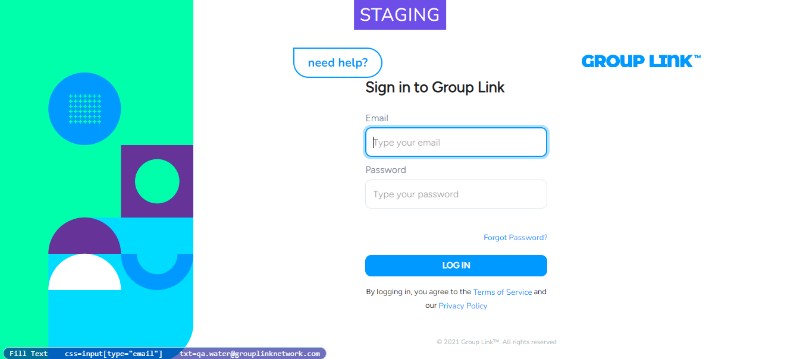 STAGING
need help?
GROUP LINK™
Sign in to Group Link
Email
Type your email
Password
Type your password
Forgot Password?
LOG IN
By logging in, you agree to the Terms of Service and
our Privacy Policy
© 2021 Group Link™. All rights reserved
Fill Text css=input[type="email"] txt=qa.water@grouplinknetwork.com